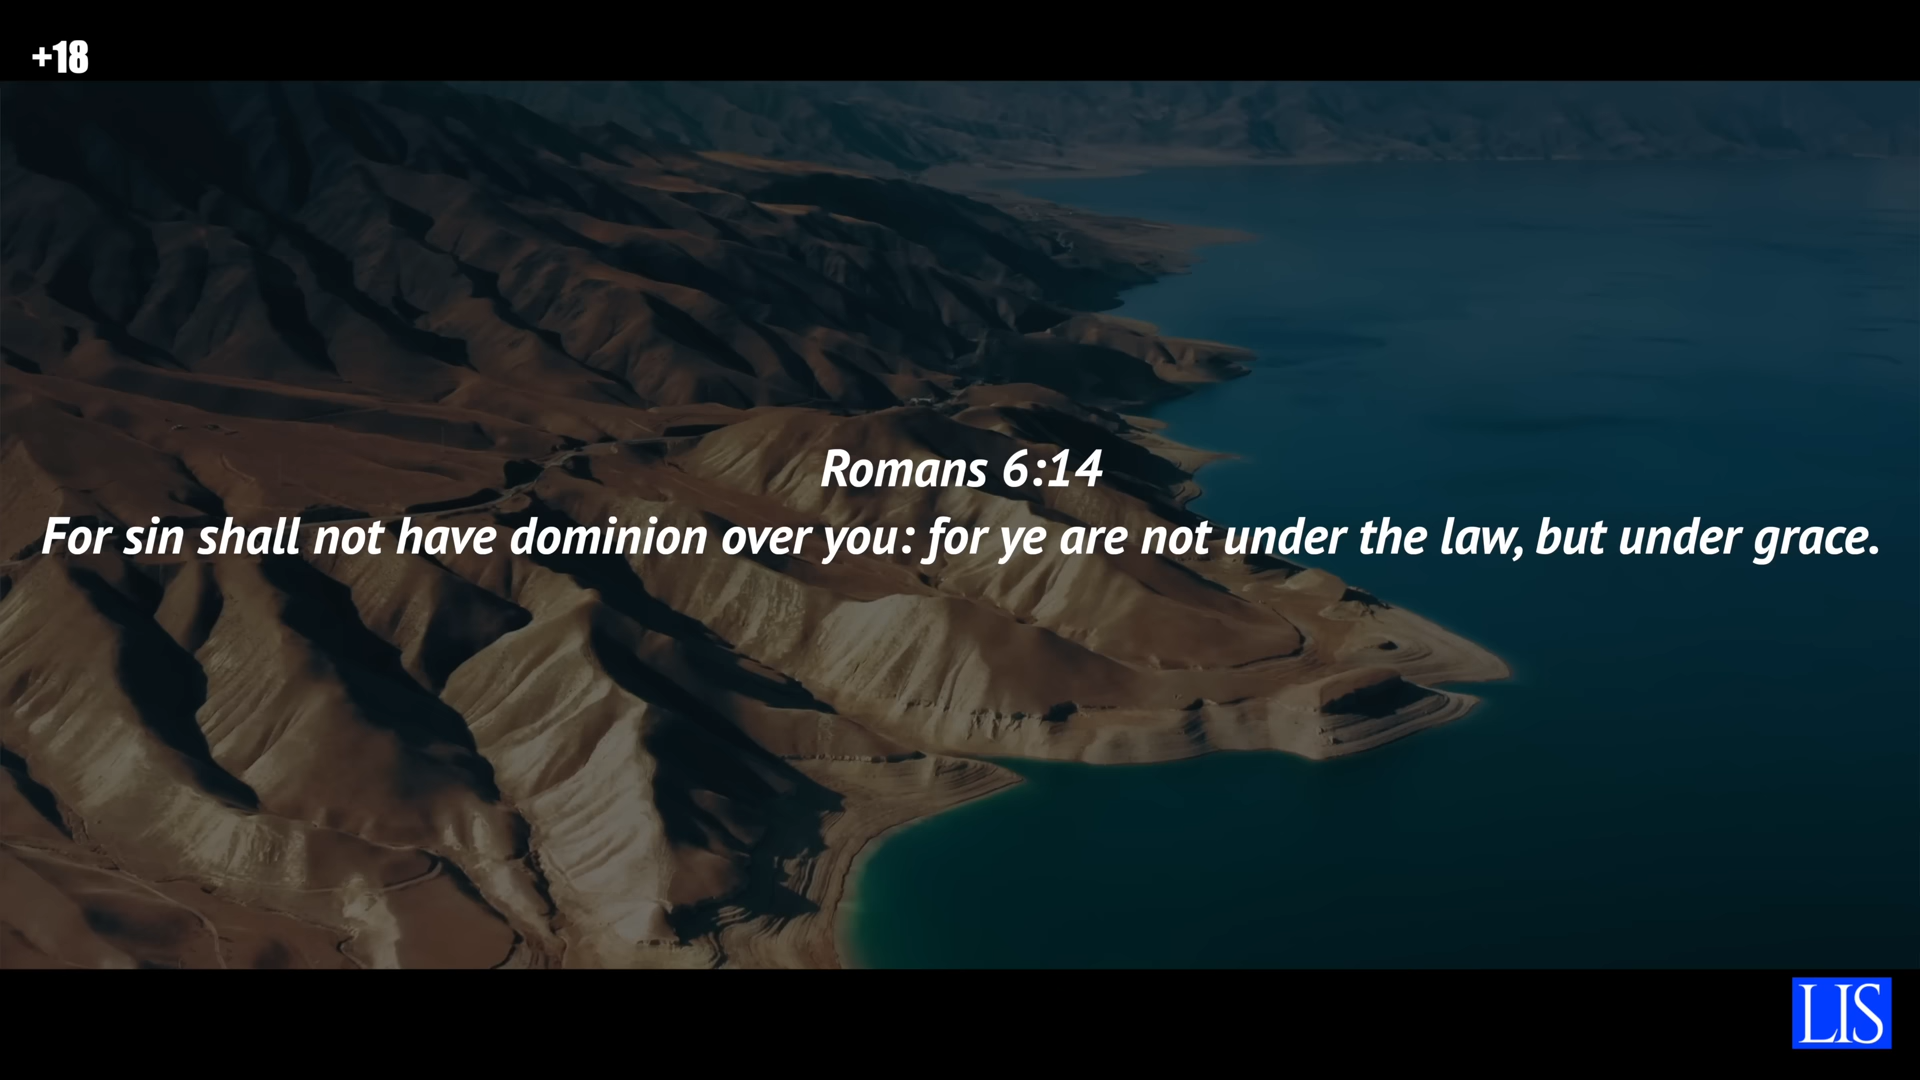 +18
Romans 6:14
For sin shall not have dominion over you: for ye are not under the law, but under grace.
LIS